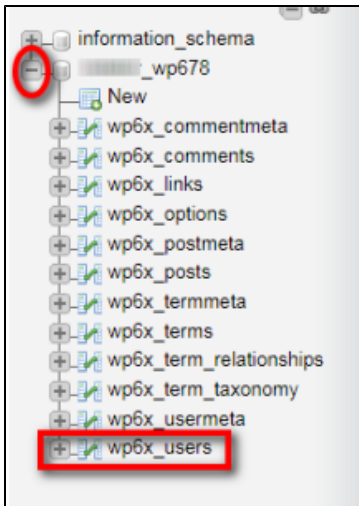 information_schema
_wp678
New
wp6x_commentmeta
wp6x_comments
wp6x_links
wp6x_options
wp6x_postmeta
wp6x_posts
wp6x_termmeta
wp6x_terms
wp6x_term_relationships
wp6x_term_taxonomy
wp6x_usermeta
wp6x_users